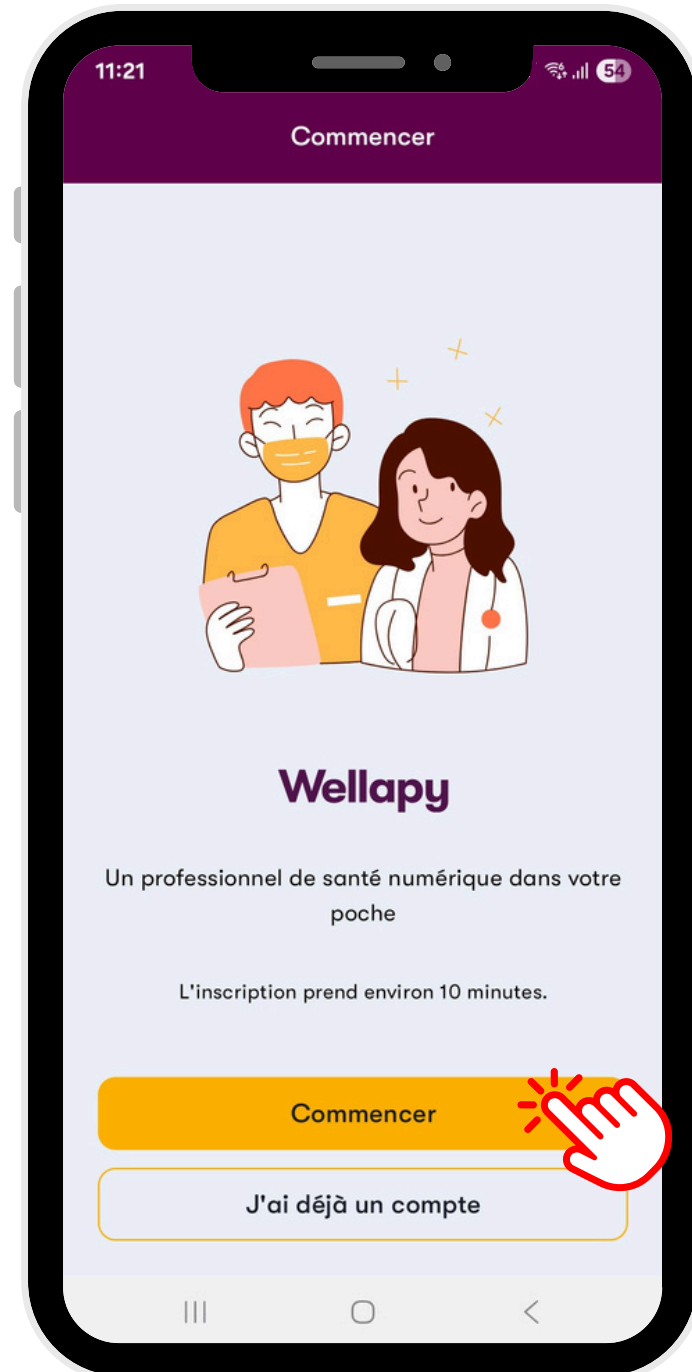 11:21
54
Commencer
Wellapy
Un professionnel de santé numérique dans votre
poche
L'inscription prend environ 10 minutes.
Commencer
J'ai déjà un compte